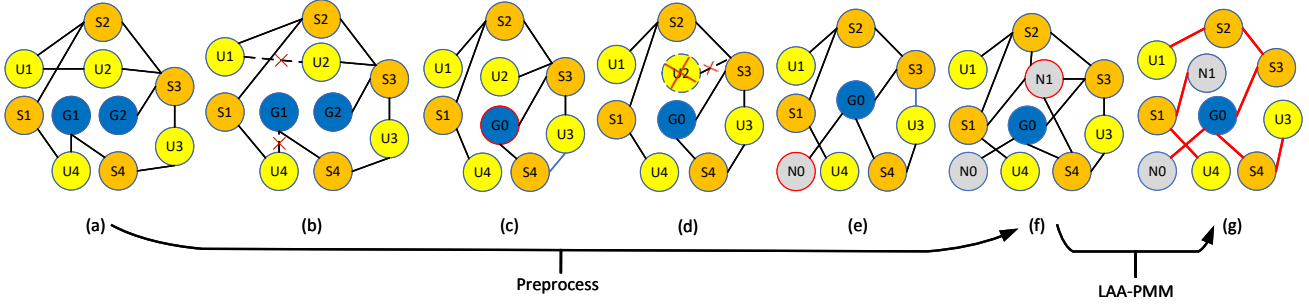 S2
U1 U2
S3
S1 G1 G2
U3
U4 S4
(a)
S2
U1 U2
S3
S1 G1 G2
U3
U4 S4
(b)
S2
U1
U2 S3
S1 G0
U3
U4 S4
(c)
S2
U1 U2 S3
S1 G0 U3
U4 S4
(d)
S2
U1 S3
G0
S1 U3
N0 U4 S4
(e)
S2
U1 N1 S3
S1 G0 U3
N0 U4 S4
(f)
S2
U1
N1 S3
S1 G0 U3
N0 U4 S4
(g)
Preprocess
LAA-PMM